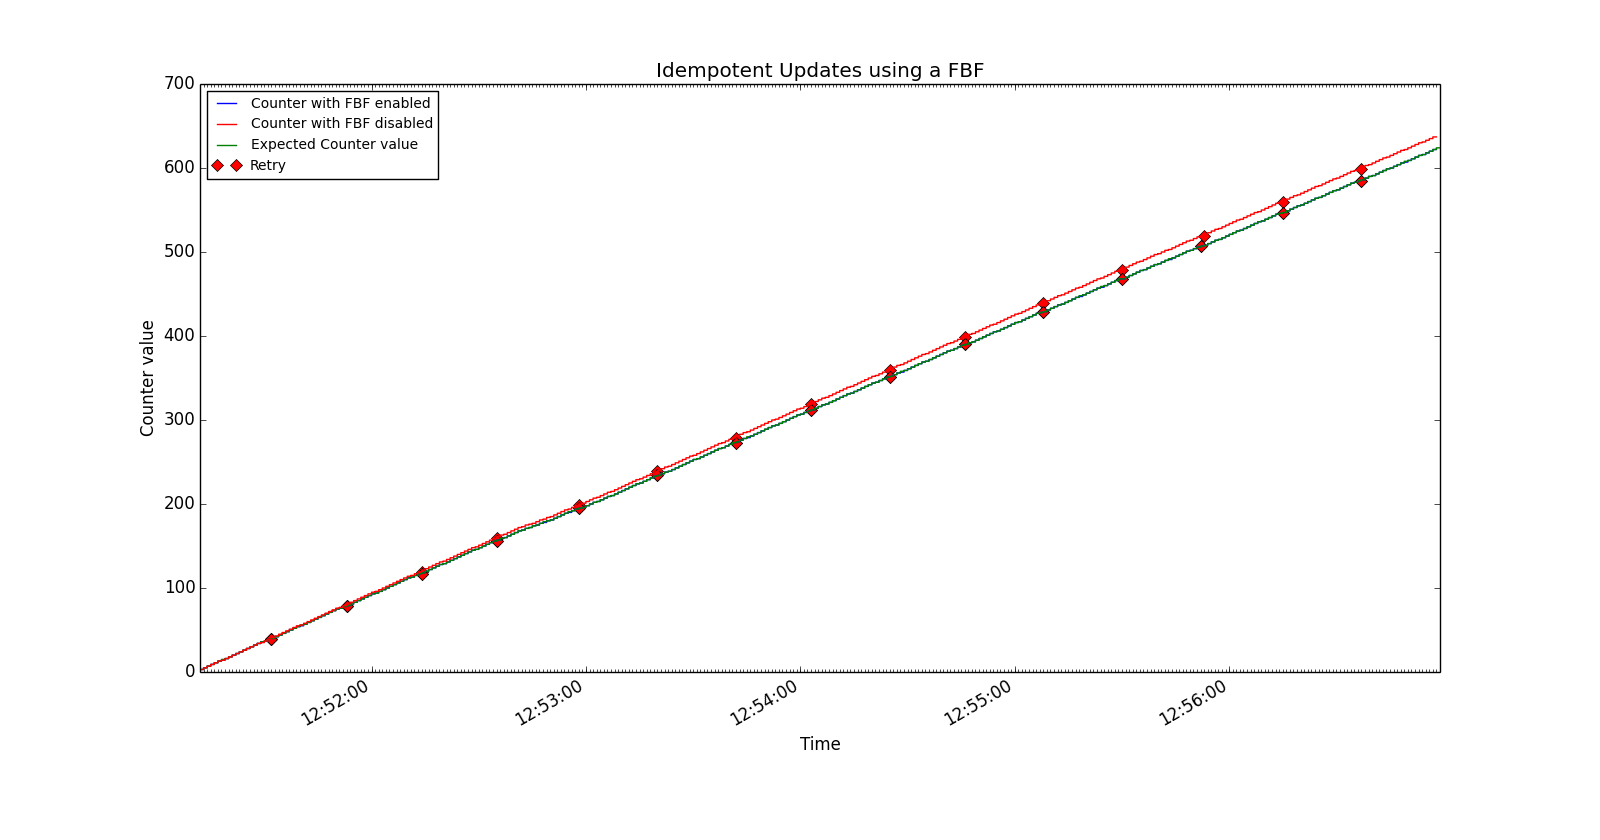 Idempotent Updates using a FBF
700
600
500
400
300
200
100
0
Counter with FBF enabled
Counter with FBF disabled
Expected Counter value
Retry
Counter value
12:52:00
12:53:00
12:54:00
12:55:00
12:56:00
Time